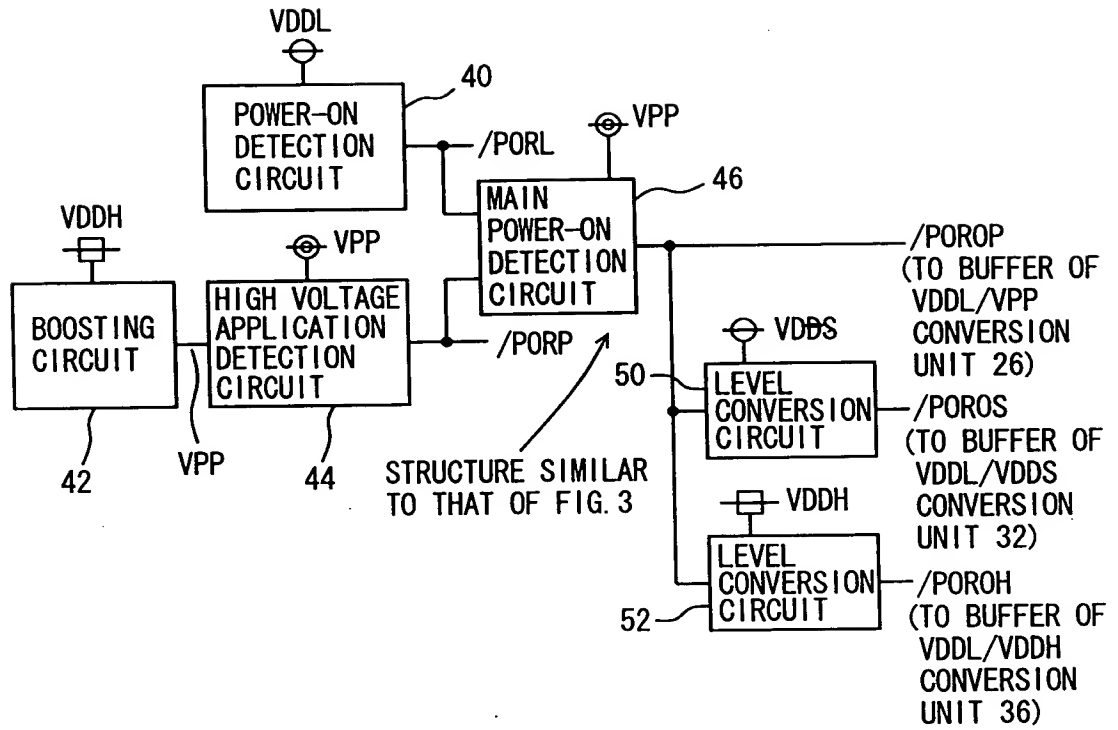 VDDL
POWER-ON
DETECTION
CIRCUIT
40
/PORL
VPP
MAIN
POWER-ON
DETECTION
CIRCUIT
46
VDDH
BOOSTING
CIRCUIT
42
VPP
VPP
HIGH VOLTAGE
APPLICATION
DETECTION
CIRCUIT
44
/PORP
STRUCTURE SIMILAR
TO THAT OF FIG.3
/POROP
(TO BUFFER OF
VDDL/VPP
CONVERSION
UNIT 26)
VDDS
50
LEVEL
CONVERSION
CIRCUIT
/POROS
(TO BUFFER OF
VDDL/VDDS
CONVERSION
UNIT 32)
VDDH
LEVEL
CONVERSION
CIRCUIT
52
/POROH
(TO BUFFER OF
VDDL/VDDH
CONVERSION
UNIT 36)